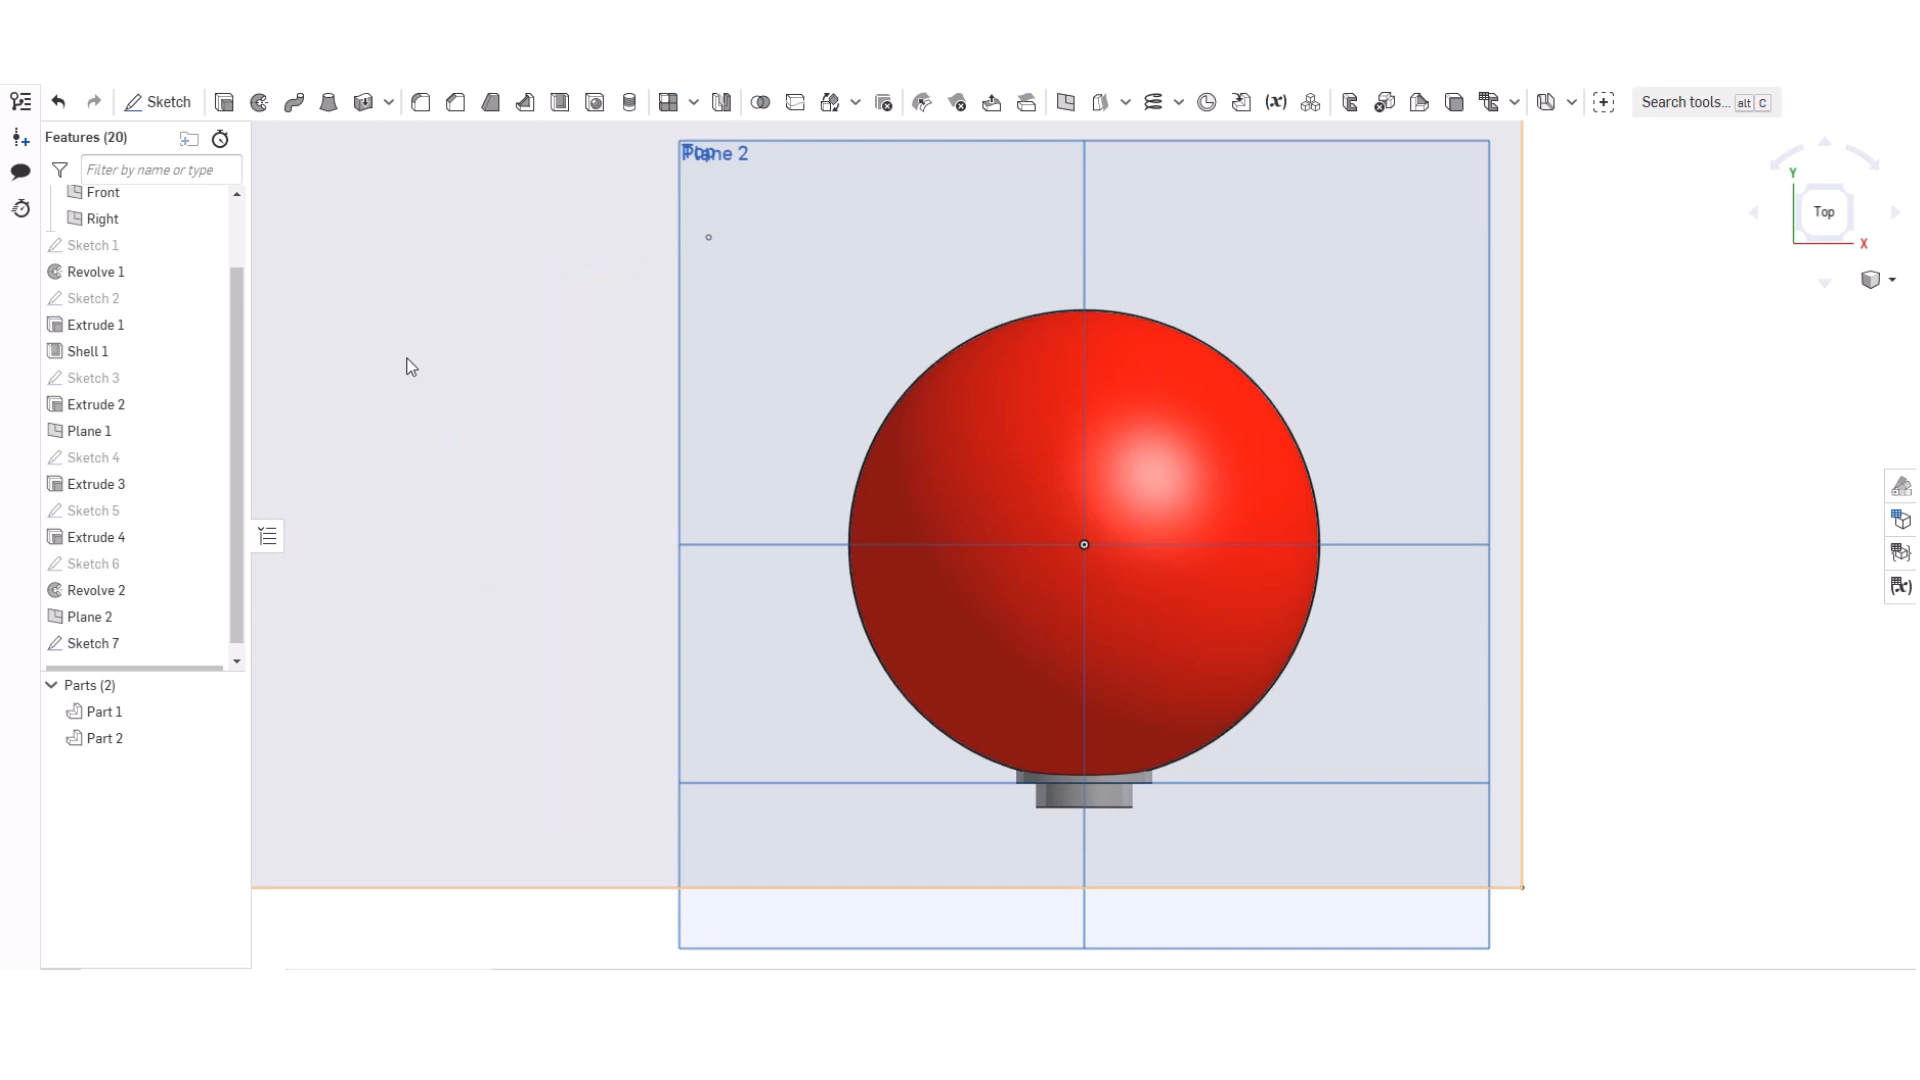 Sketch
Search tools... alt C
Features (20)
Filter by name or type
Front
Right
Sketch 1
Revolve 1
Sketch 2
Extrude 1
Shell 1
Sketch 3
Extrude 2
Plane 1
Sketch 4
Extrude 3
Sketch 5
Extrude 4
Sketch 6
Revolve 2
Plane 2
Sketch 7
Parts (2)
Part 1
Part 2
Top
Plane 2
Y
Top
X
(x)
(x)